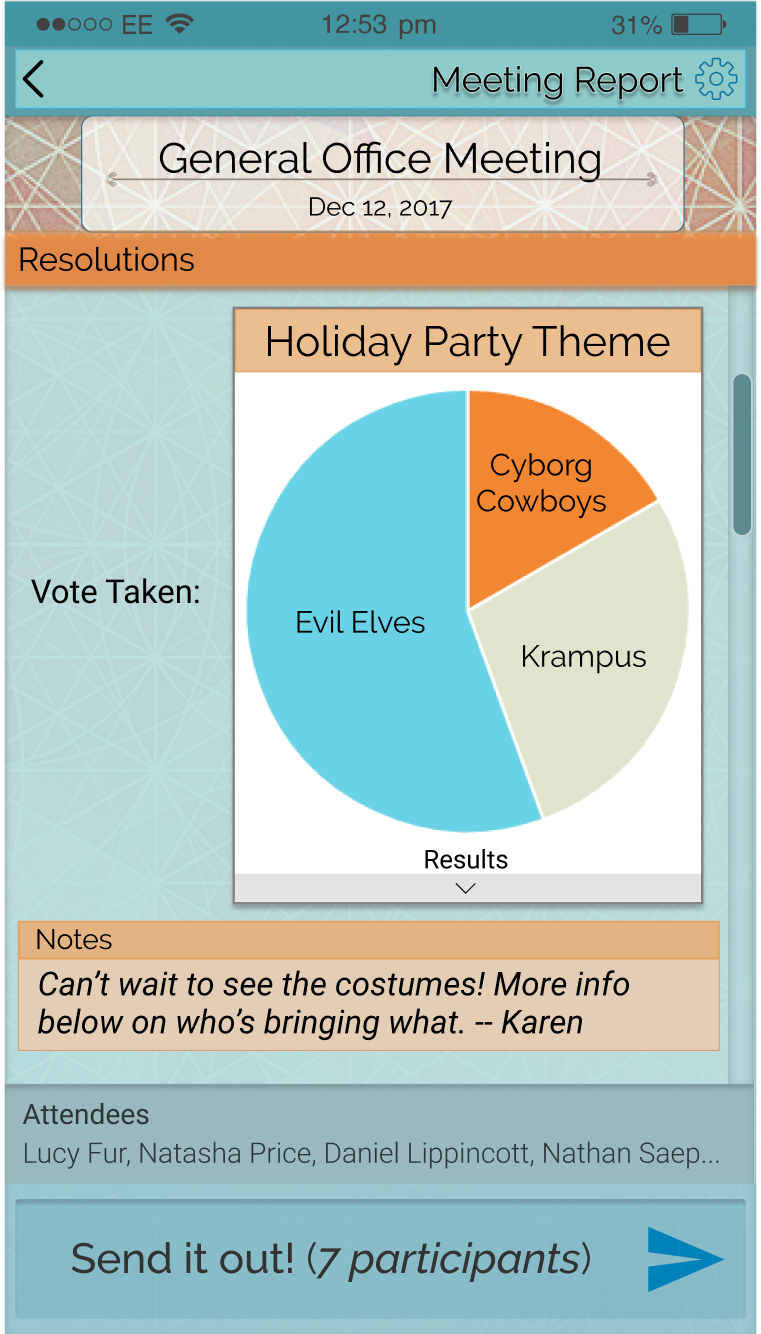 EE 12:53 pm 31%
Meeting Report
General Office Meeting
Dec 12, 2017
Resolutions
Holiday Party Theme
Cyborg
Cowboys
Vote Taken:
Evil Elves
Krampus
Results
Notes
Can't wait to see the costumes! More info
below on who's bringing what. -- Karen
Attendees
Lucy Fur, Natasha Price, Daniel Lippincott, Nathan Saep...
Send it out! (7 participants)